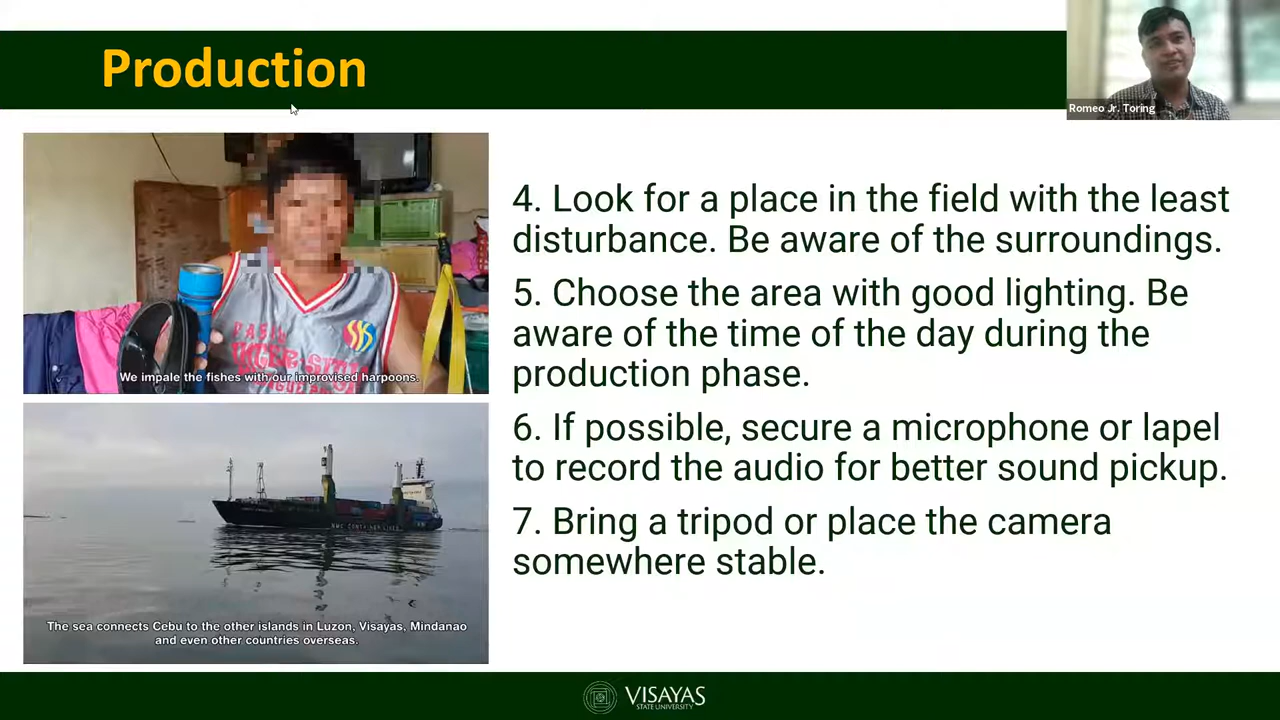 Production
Romeo Jr. Toring
We impale the fishes with our improvised harpoons.
NMC CONTAINER LINES
The sea connects Cebu to the other islands in Luzon, Visayas, Mindanao
and even other countries overseas.
4. Look for a place in the field with the least
disturbance. Be aware of the surroundings.
5. Choose the area with good lighting. Be
aware of the time of the day during the
production phase.
6. If possible, secure a microphone or lapel
to record the audio for better sound pickup.
7. Bring a tripod or place the camera
somewhere stable.
VISAYAS
STATE UNIVERSITY